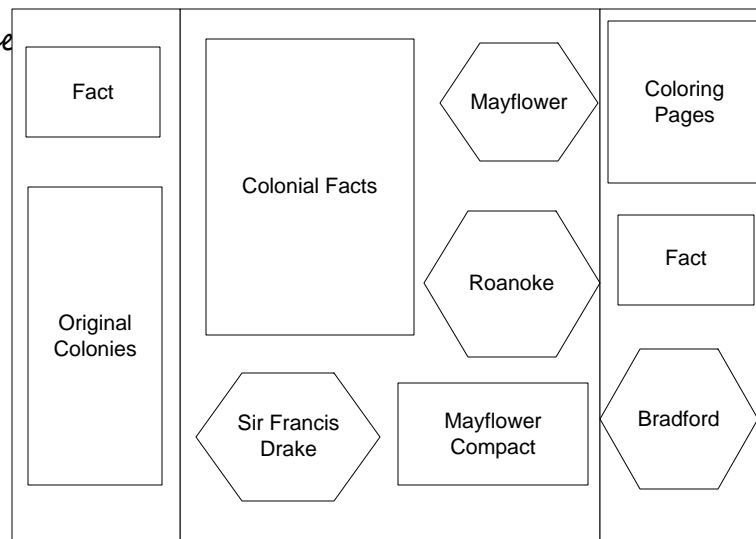 e
Fact
Original
Colonies
Colonial Facts
Mayflower
Roanoke
Sir Francis
Drake
Mayflower
Compact
Coloring
Pages
Fact
Bradford